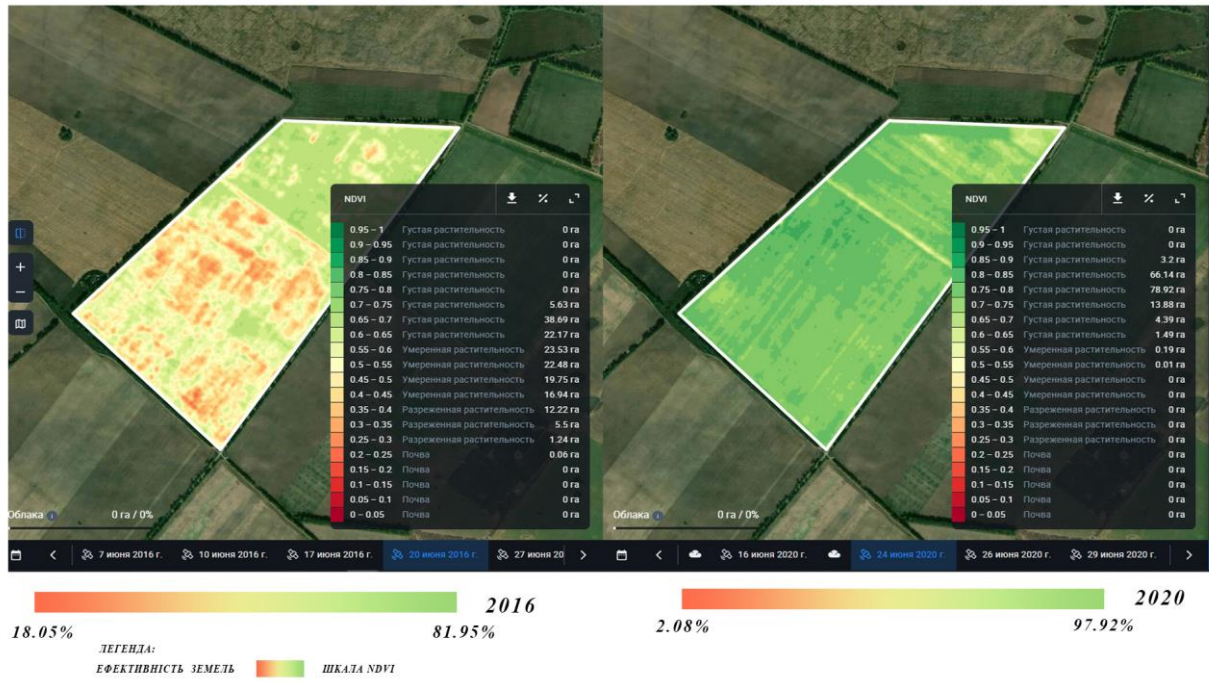 NDVI
0.95 – 1 Густая растительность 0 га
0.9 – 0.95 Густая растительность 0 га
0.85 – 0.9 Густая растительность 0 га
0.8 – 0.85 Густая растительность 0 га
0.75 – 0.8 Густая растительность 0 га
0.7 – 0.75 Густая растительность 5.63 га
0.65 – 0.7 Густая растительность 38.69 га
0.6 – 0.65 Густая растительность 22.17 га
0.55 – 0.6 Умеренная растительность 23.53 га
0.5 – 0.55 Умеренная растительность 22.48 га
0.45 – 0.5 Умеренная растительность 19.75 га
0.4 – 0.45 Умеренная растительность 16.94 га
0.35 – 0.4 Разреженная растительность 12.22 га
0.3 – 0.35 Разреженная растительность 5.5 га
0.25 – 0.3 Разреженная растительность 1.24 га
0.2 – 0.25 Почва 0.06 га
0.15 – 0.2 Почва 0 га
0.1 – 0.15 Почва 0 га
0.05 – 0.1 Почва 0 га
0 – 0.05 Почва 0 га
Облака 0 га / 0%
7 июня 2016 г. 10 июня 2016 г. 17 июня 2016 г. 20 июня 2016 г. 27 июня 20
NDVI
0.95 – 1 Густая растительность 0 га
0.9 – 0.95 Густая растительность 0 га
0.85 – 0.9 Густая растительность 3.2 га
0.8 – 0.85 Густая растительность 66.14 га
0.75 – 0.8 Густая растительность 78.92 га
0.7 – 0.75 Густая растительность 13.88 га
0.65 – 0.7 Густая растительность 4.39 га
0.6 – 0.65 Густая растительность 1.49 га
0.55 – 0.6 Умеренная растительность 0.19 га
0.5 – 0.55 Умеренная растительность 0.01 га
0.45 – 0.5 Умеренная растительность 0 га
0.4 – 0.45 Умеренная растительность 0 га
0.35 – 0.4 Разреженная растительность 0 га
0.3 – 0.35 Разреженная растительность 0 га
0.25 – 0.3 Разреженная растительность 0 га
0.2 – 0.25 Почва 0 га
0.15 – 0.2 Почва 0 га
0.1 – 0.15 Почва 0 га
0.05 – 0.1 Почва 0 га
0 – 0.05 Почва 0 га
Облака 0 га / 0%
16 июня 2020 г. 24 июня 2020 г. 26 июня 2020 г. 29 июня 2020 г.
2016
18.05% 81.95%
2020
2.08% 97.92%
ЛЕГЕНДА:
ЕФЕКТИВНІСТЬ ЗЕМЕЛЬ ШКАЛА NDVI